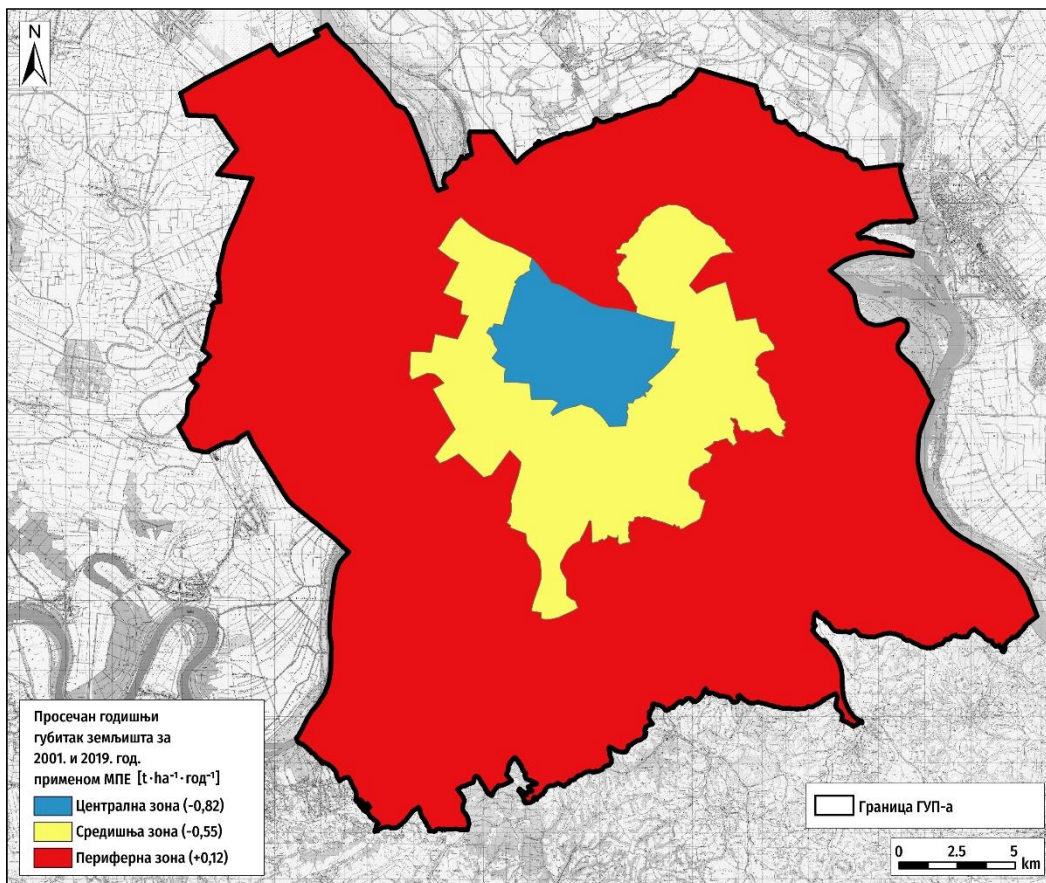 N
Просечан годишњи
губитак земљишта за
2001. и 2019. год.
применом МПЕ [t·ha⁻¹·год⁻¹]
Централна зона (-0,82)
Средишња зона (-0,55)
Периферна зона (+0,12)
Граница ГУП-а
0 2.5 5
km